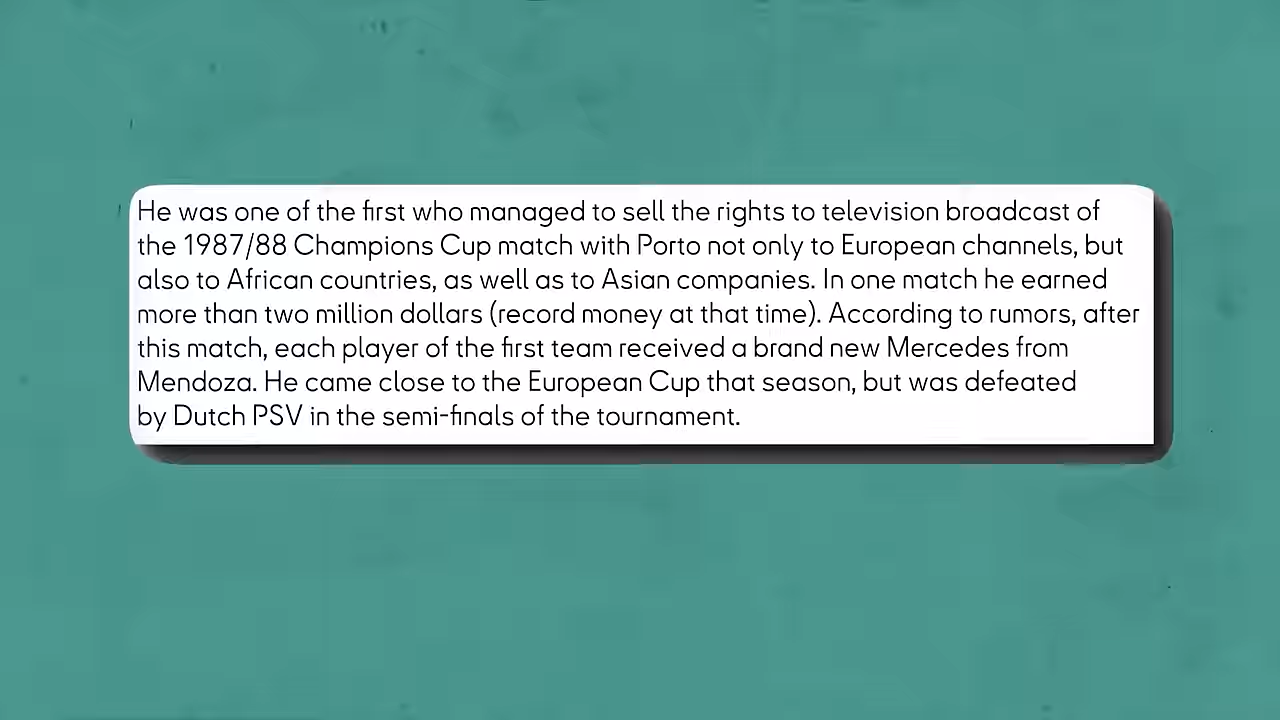 He was one of the first who managed to sell the rights to television broadcast of
the 1987/88 Champions Cup match with Porto not only to European channels, but
also to African countries, as well as to Asian companies. In one match he earned
more than two million dollars (record money at that time). According to rumors, after
this match, each player of the first team received a brand new Mercedes from
Mendoza. He came close to the European Cup that season, but was defeated
by Dutch PSV in the semi-finals of the tournament.